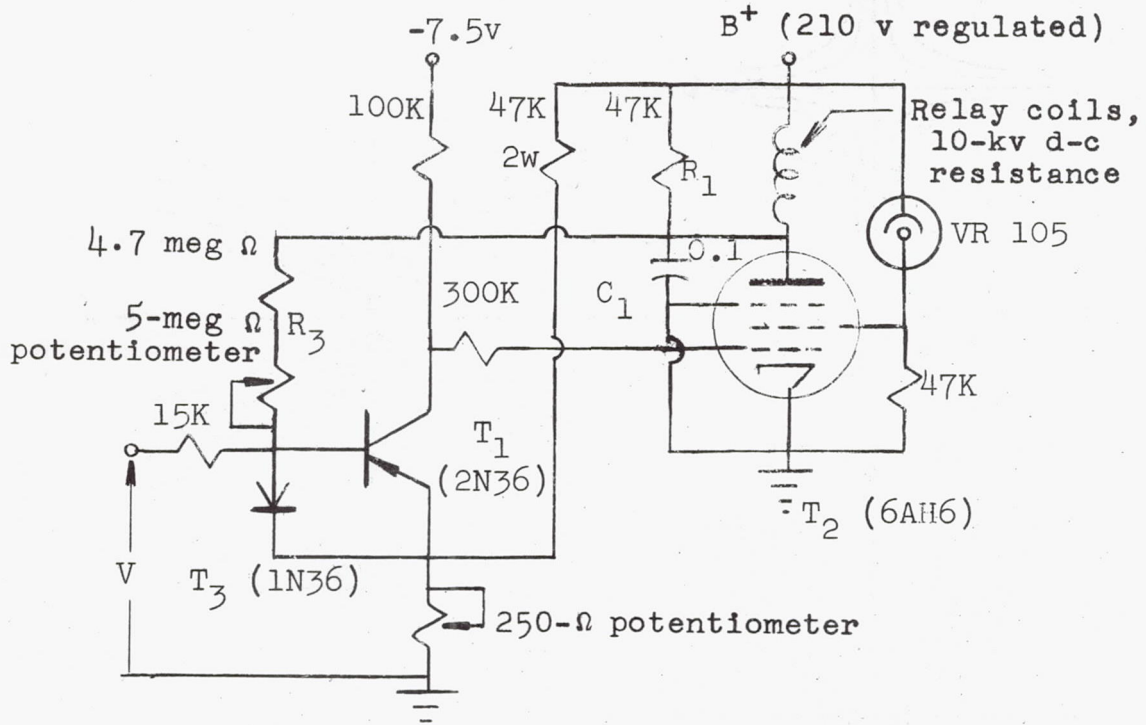 -7.5v
B+ (210 v regulated)
100K
47K
2w
47K
R1
Relay coils,
10-kv d-c
resistance
VR 105
4.7 meg Ω
0.1
C1
300K
5-meg Ω
potentiometer
R3
47K
15K
T1
(2N36)
T2 (6AH6)
V
T3 (1N36)
250-Ω potentiometer